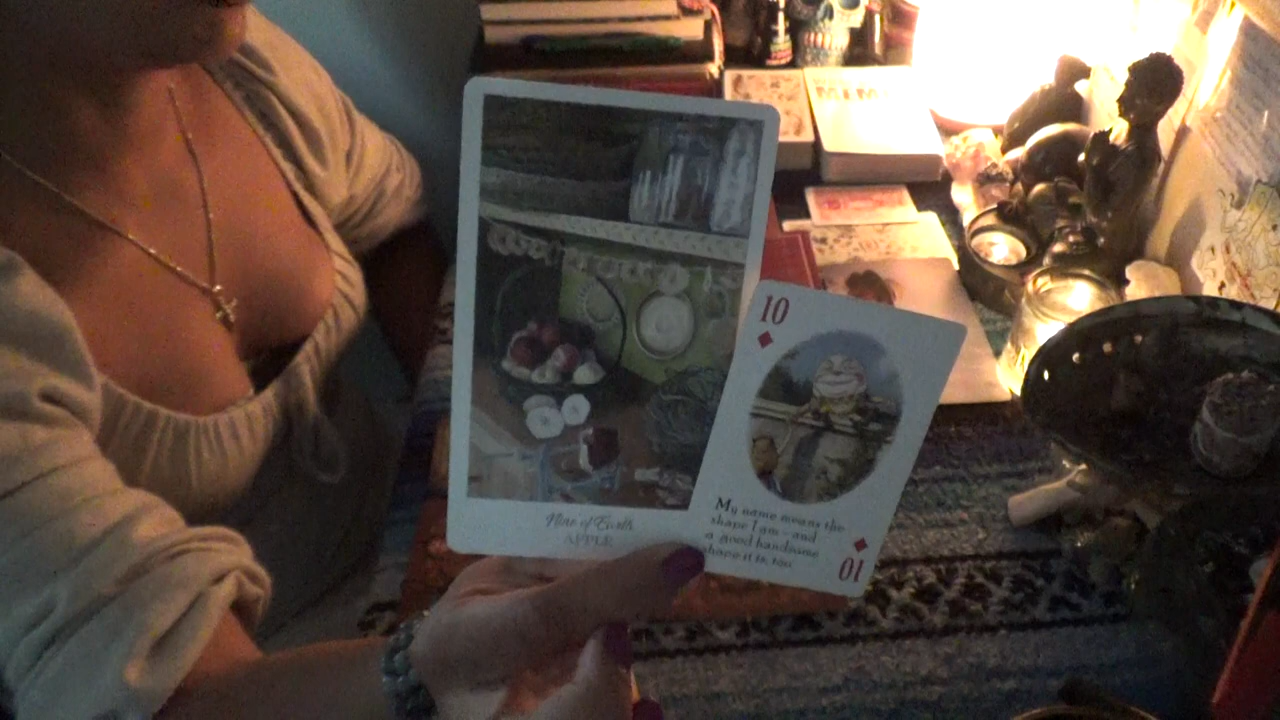 Nine of Earth
APPLE
10
My name means the
shape I am – and
a good handsome
shape it is, too
10